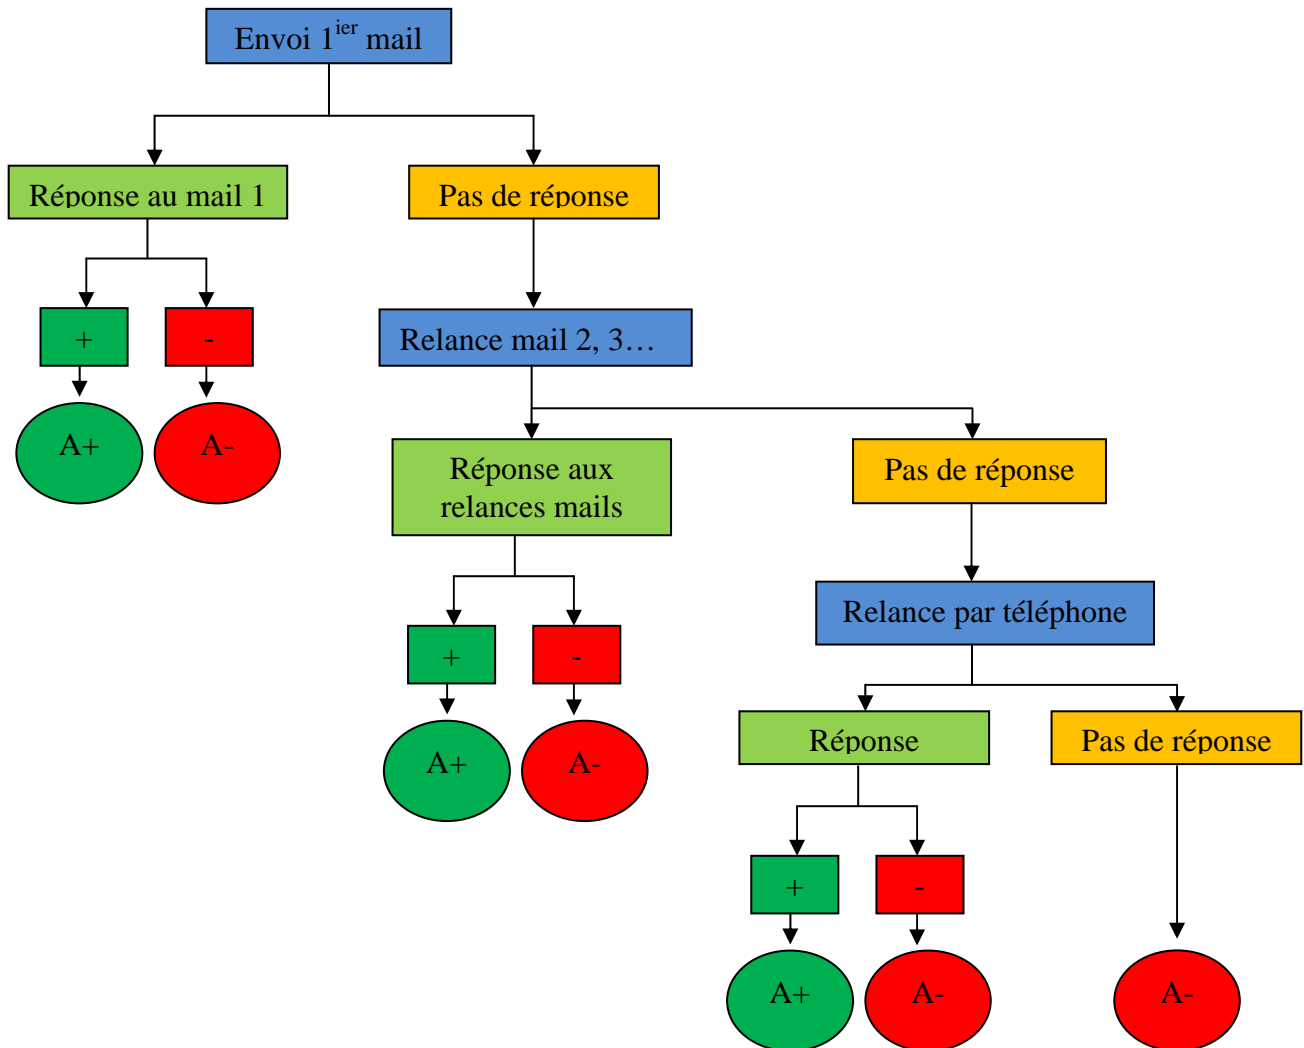 Envoi 1ier mail
Réponse au mail 1
Pas de réponse
+
-
Relance mail 2, 3…
A+
A-
Réponse aux
relances mails
Pas de réponse
Relance par téléphone
+
-
A+
A-
Réponse
Pas de réponse
+
-
A+
A-
A-